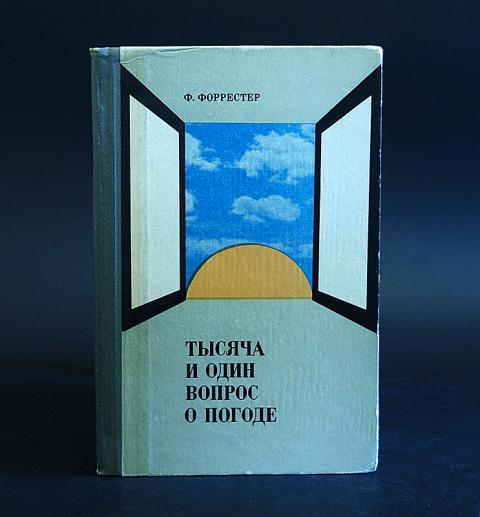 Ф. ФОРРЕСТЕР
ТЫСЯЧА
И ОДИН
ВОПРОС
О ПОГОДЕ